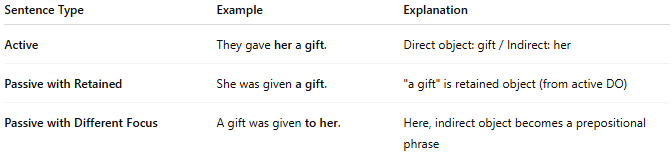 Sentence Type Example Explanation
Active They gave her a gift. Direct object: gift / Indirect: her
Passive with Retained She was given a gift. "a gift" is retained object (from active DO)
Passive with Different Focus A gift was given to her. Here, indirect object becomes a prepositional
phrase